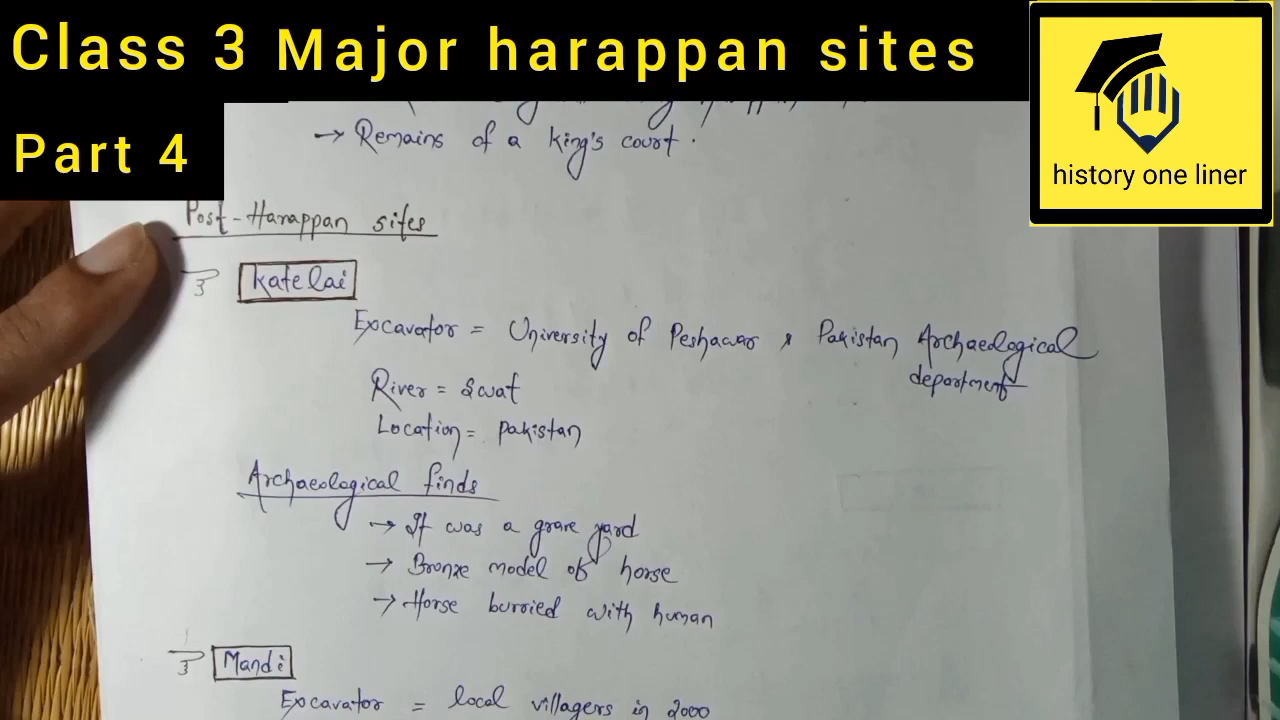 Class 3 Major harappan sites
Part 4
history one liner
→ Remains of a king's court.
Post-Harappan sites
3 Katelai
Excavator = University of Peshawar & Pakistan Archaeological
department
River = Swat
Location = pakistan
Archaeological finds
→ It was a grave yard
→ Bronze model of horse
→ Horse burried with human
3 Mandi
Excavator = local villagers in 2000